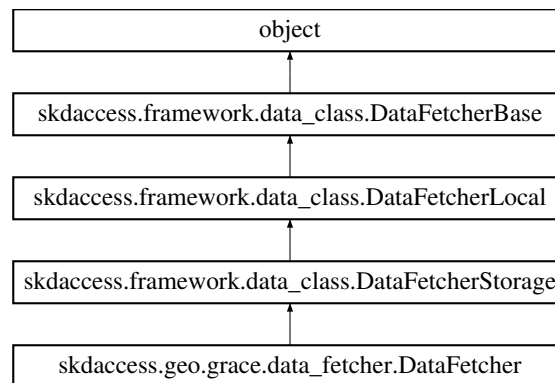 object
skdaccess.framework.data_class.DataFetcherBase
skdaccess.framework.data_class.DataFetcherLocal
skdaccess.framework.data_class.DataFetcherStorage
skdaccess.geo.grace.data_fetcher.DataFetcher